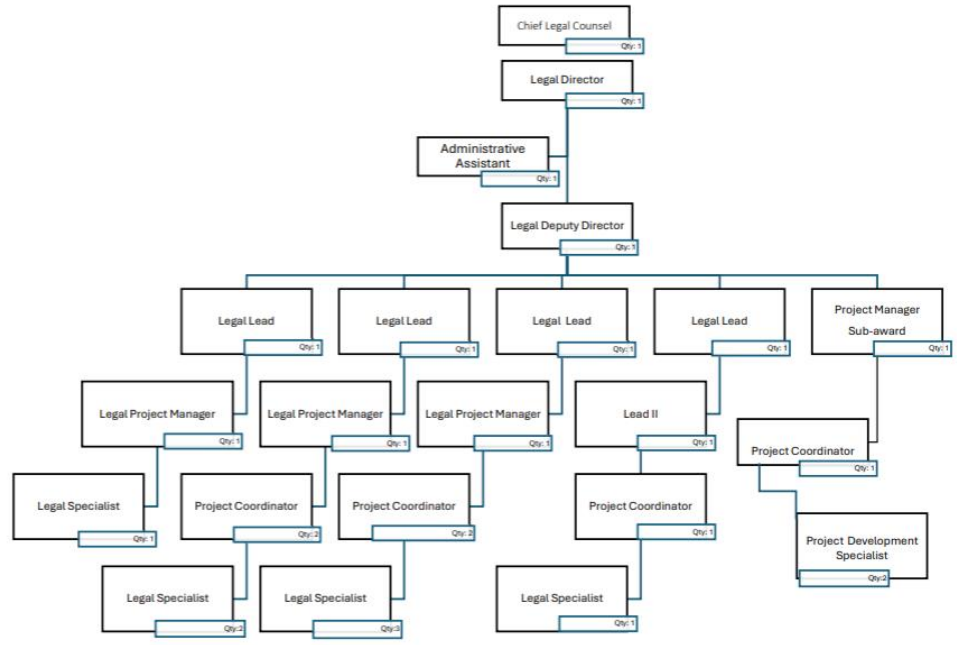 Chief Legal Counsel
Qty: 1
Legal Director
Qty: 1
Administrative
Assistant
Qty: 1
Legal Deputy Director
Qty: 1
Legal Lead
Qty: 1
Legal Lead
Qty: 1
Legal Lead
Qty: 1
Legal Lead
Qty: 1
Project Manager
Sub-award
Qty: 1
Legal Project Manager
Qty: 1
Legal Project Manager
Qty: 1
Legal Project Manager
Qty: 1
Lead II
Qty: 1
Project Coordinator
Qty: 1
Legal Specialist
Qty: 1
Project Coordinator
Qty: 2
Project Coordinator
Qty: 2
Project Coordinator
Qty: 1
Project Development
Specialist
Qty:2
Legal Specialist
Qty:2
Legal Specialist
Qty:3
Legal Specialist
Qty: 1